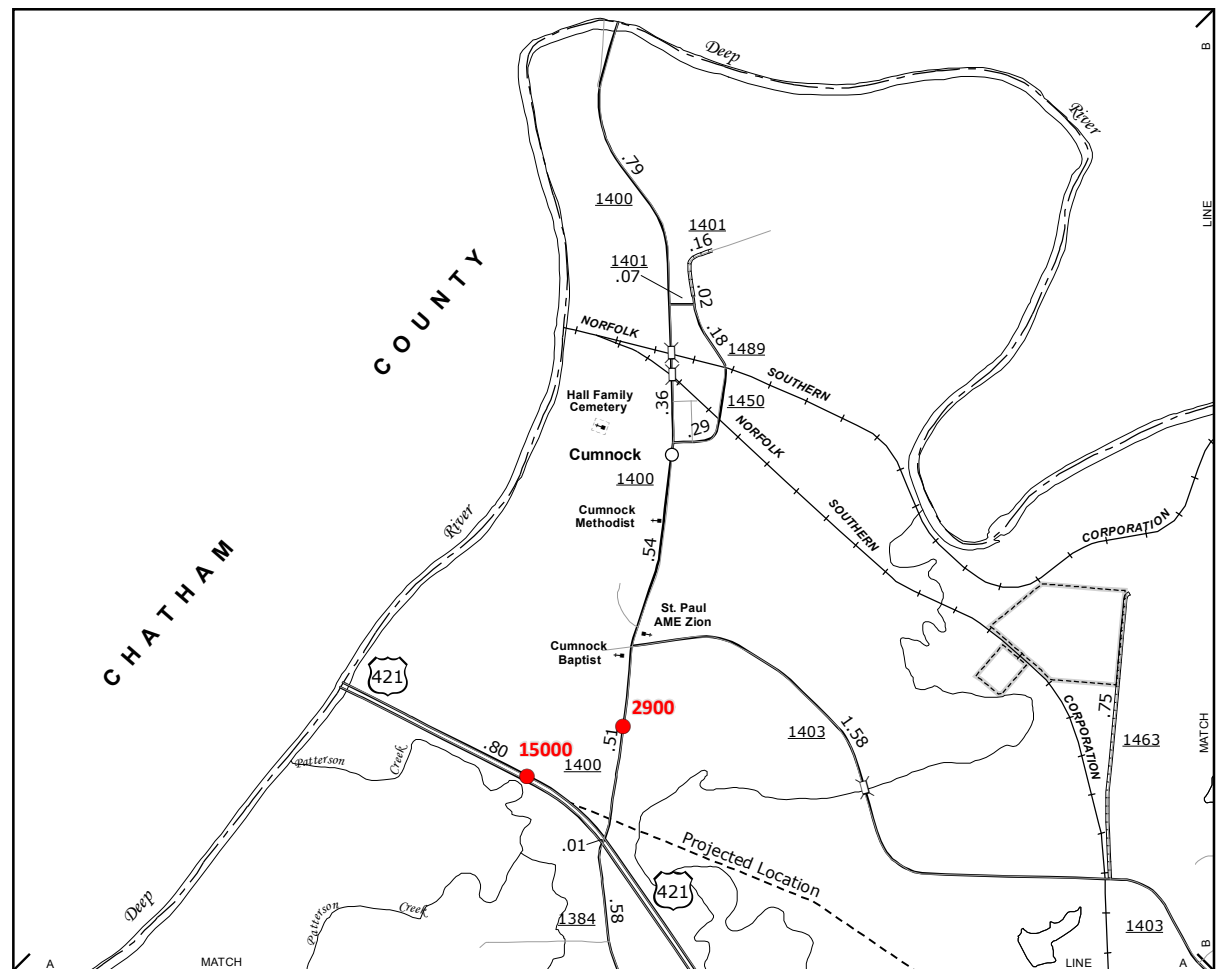 Deep
River
B
LINE
.79
1400
1401
.16
1401
.07
.02
.18
NORFOLK
1489
SOUTHERN
COUNTY
Hall Family
Cemetery
.36
1450
.29
NORFOLK
Cumnock
1400
River
Cumnock
Methodist
SOUTHERN
CORPORATION
.54
CHATHAM
St. Paul
AME Zion
Cumnock
Baptist
421
2900
.51
1403
1.58
CORPORATION
.75
1463
MATCH
.80
15000
1400
Patterson
Creek
.01
Projected Location
421
Deep
Patterson
Creek
1384
.58
1403
B
A
MATCH
LINE
A